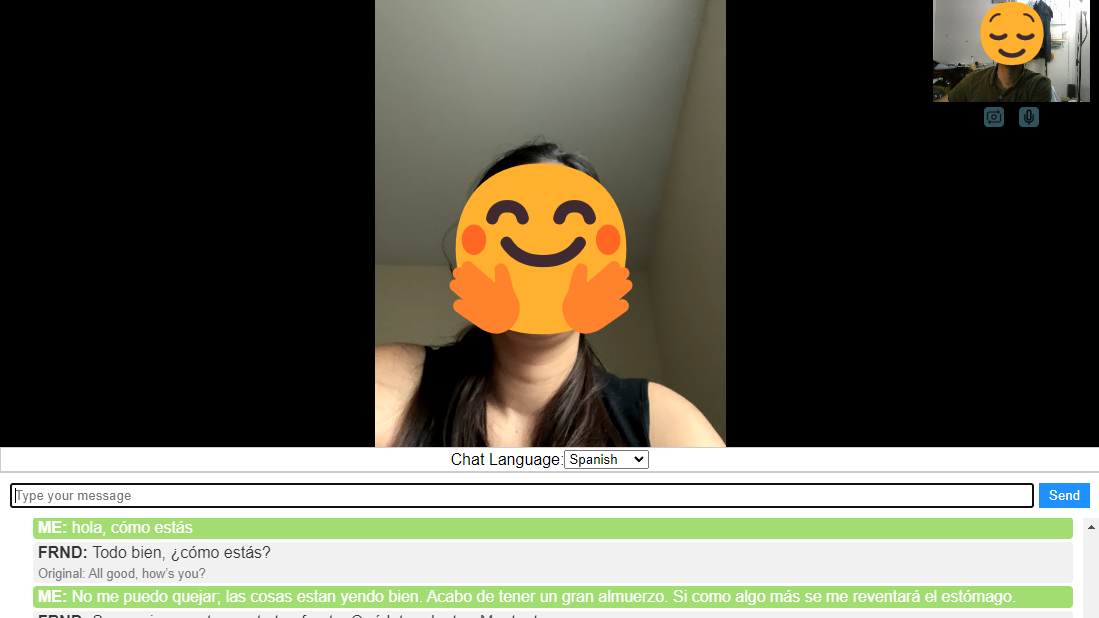 Chat Language: Spanish
Type your message
Send
ME: hola, cómo estás
FRND: Todo bien, ¿cómo estás?
Original: All good, how's you?
ME: No me puedo quejar; las cosas estan yendo bien. Acabo de tener un gran almuerzo. Si como algo más se me reventará el estómago.
FRND: